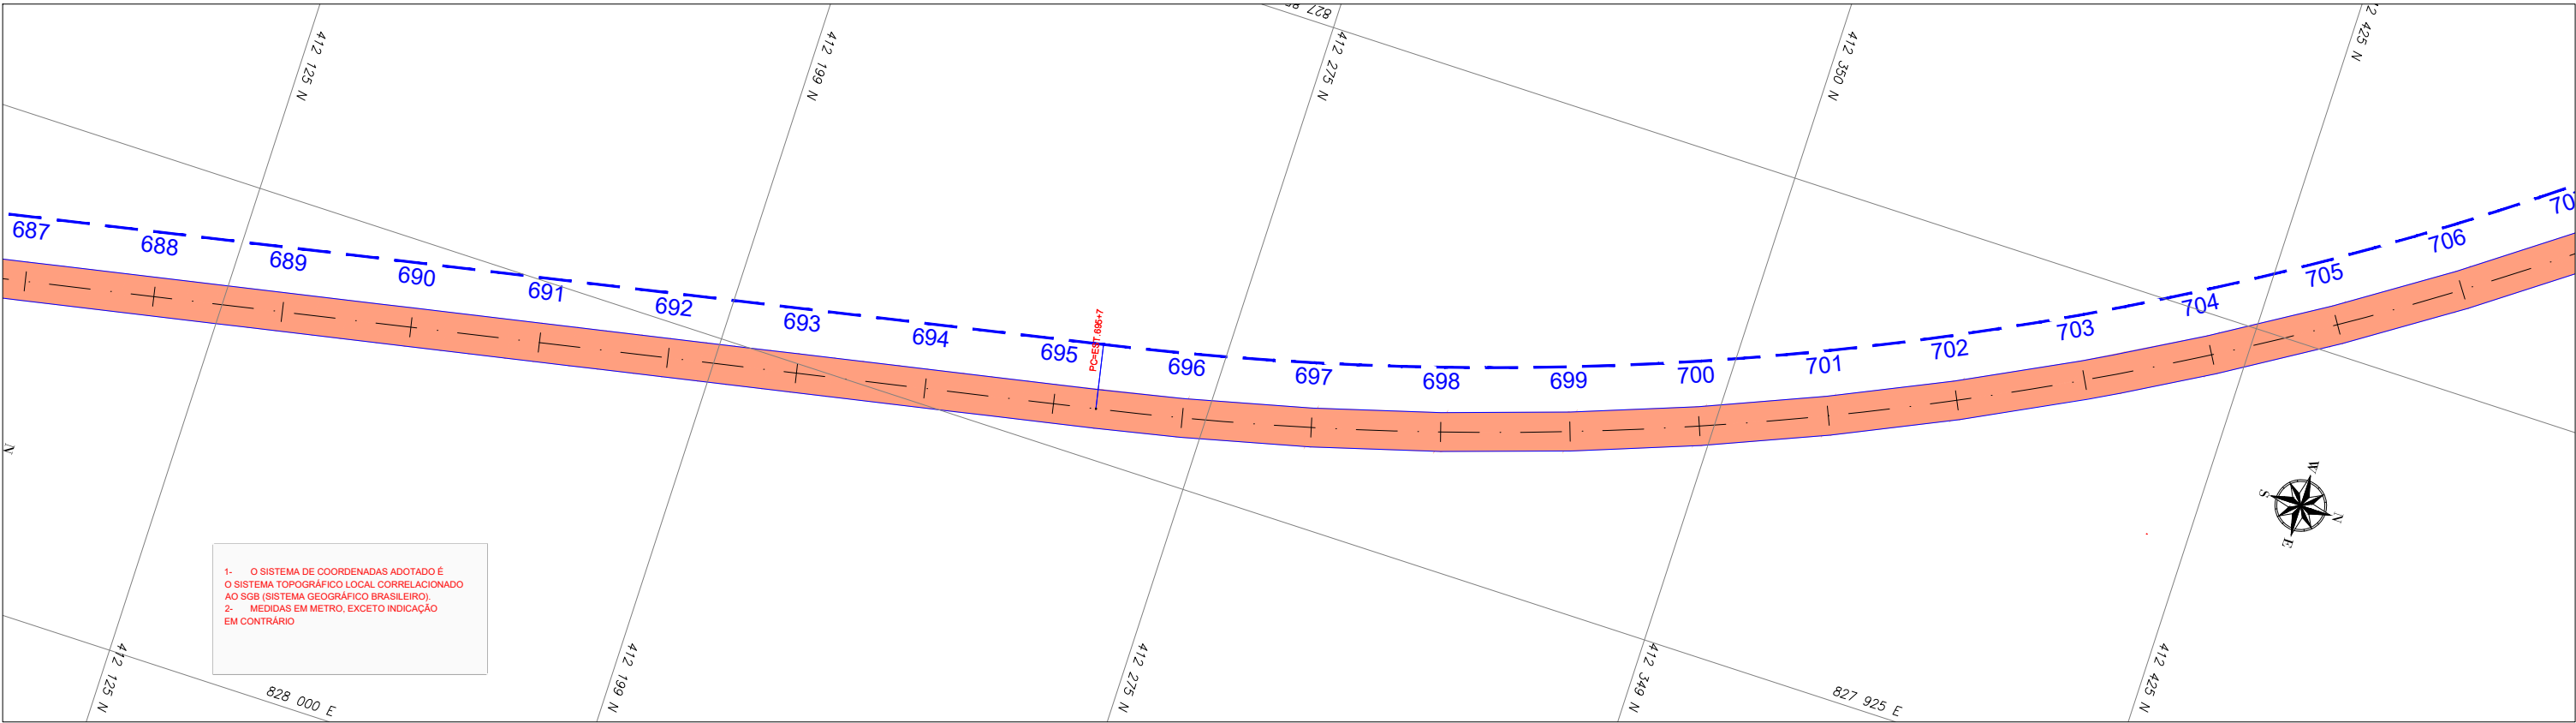 412 125 N
412 199 N
827
412 275 N
412 350 N
425 N
687
688
689
690
691
692
693
694
695
PC=EST.695+7
696
697
698
699
700
701
702
703
704
705
706
70
N
W
S
N
E
1- O SISTEMA DE COORDENADAS ADOTADO É
O SISTEMA TOPOGRÁFICO LOCAL CORRELACIONADO
AO SGB (SISTEMA GEOGRÁFICO BRASILEIRO).
2- MEDIDAS EM METRO, EXCETO INDICAÇÃO
EM CONTRÁRIO
412 125 N
828 000 E
412 199 N
412 275 N
412 349 N
827 925 E
412 425 N